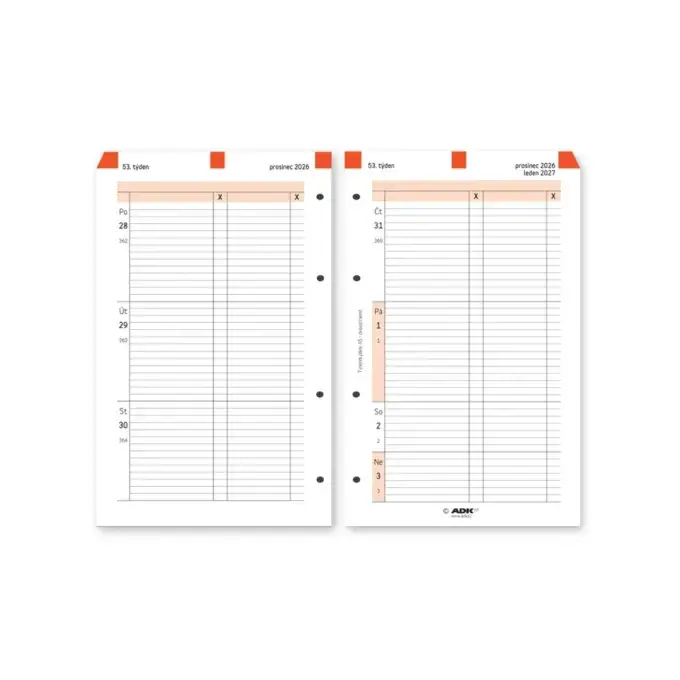 53. týden
prosinec 2026
X X
Po
28
362
Út
29
363
St
30
364
53. týden
prosinec 2026
leden 2027
X X
Čt
31
365
Pá
1
1
So
2
2
Ne
3
3
© ADK